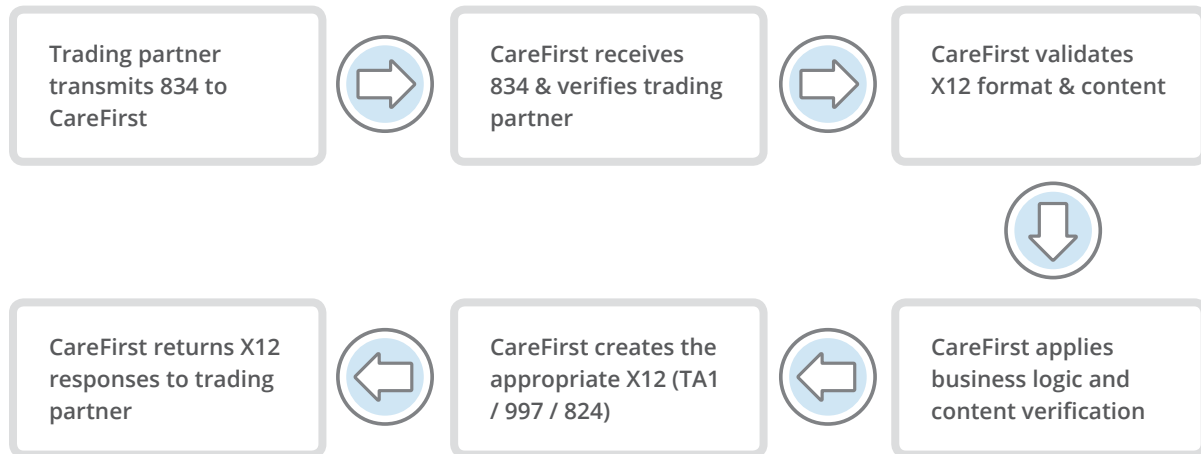 Trading partner
transmits 834 to
CareFirst
CareFirst receives
834 & verifies trading
partner
CareFirst validates
X12 format & content
CareFirst applies
business logic and
content verification
CareFirst creates the
appropriate X12 (TA1
/ 997 / 824)
CareFirst returns X12
responses to trading
partner